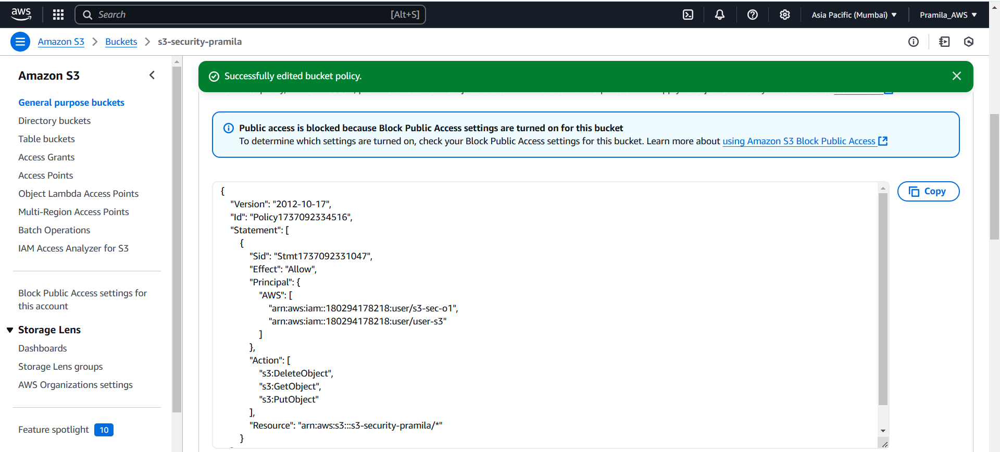 aws
Search [Alt+S]
Asia Pacific (Mumbai) ▼
Pramila_AWS ▼
Amazon S3 > Buckets > s3-security-pramila
Amazon S3
General purpose buckets
Directory buckets
Table buckets
Access Grants
Access Points
Object Lambda Access Points
Multi-Region Access Points
Batch Operations
IAM Access Analyzer for S3
Block Public Access settings for
this account
Storage Lens
Dashboards
Storage Lens groups
AWS Organizations settings
Feature spotlight 10
Successfully edited bucket policy.
Public access is blocked because Block Public Access settings are turned on for this bucket
To determine which settings are turned on, check your Block Public Access settings for this bucket. Learn more about using Amazon S3 Block Public Access
Copy
{
"Version": "2012-10-17",
"Id": "Policy1737092334516",
"Statement": [
{
"Sid": "Stmt1737092331047",
"Effect": "Allow",
"Principal": {
"AWS": [
"arn:aws:iam::180294178218:user/s3-sec-o1",
"arn:aws:iam::180294178218:user/user-s3"
]
},
"Action": [
"s3:DeleteObject",
"s3:GetObject",
"s3:PutObject"
],
"Resource": "arn:aws:s3:::s3-security-pramila/*"
}